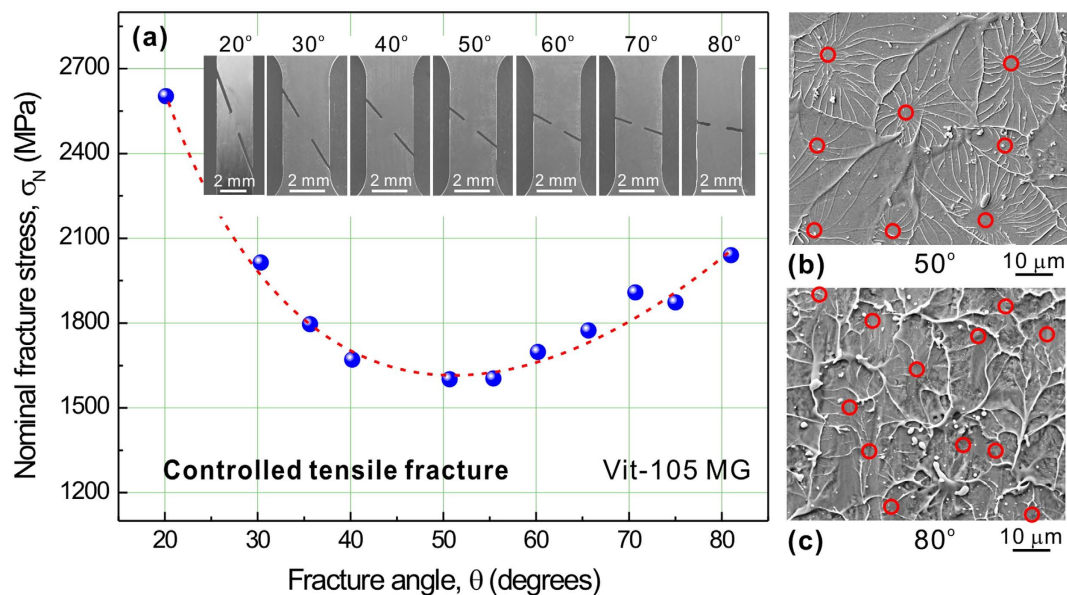 (a)
20° 30° 40° 50° 60° 70° 80°
2 mm 2 mm 2 mm 2 mm 2 mm 2 mm 2 mm
Nominal fracture stress, σN (MPa)
2700
2400
2100
1800
1500
1200
Controlled tensile fracture Vit-105 MG
20 30 40 50 60 70 80
Fracture angle, θ (degrees)
(b) 50° 10 μm
(c) 80° 10 μm